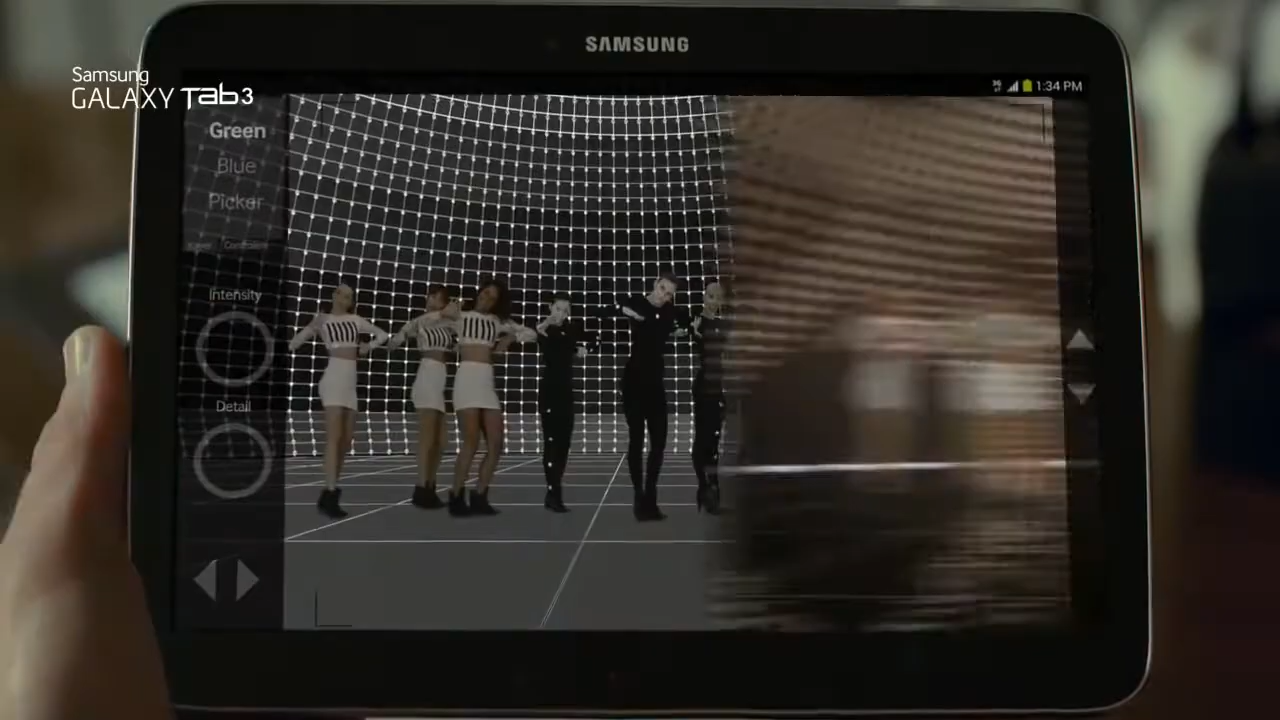 SAMSUNG
Samsung
GALAXY Tab3
1:34 PM
Green
Blue
Picker
Intensity
Detail